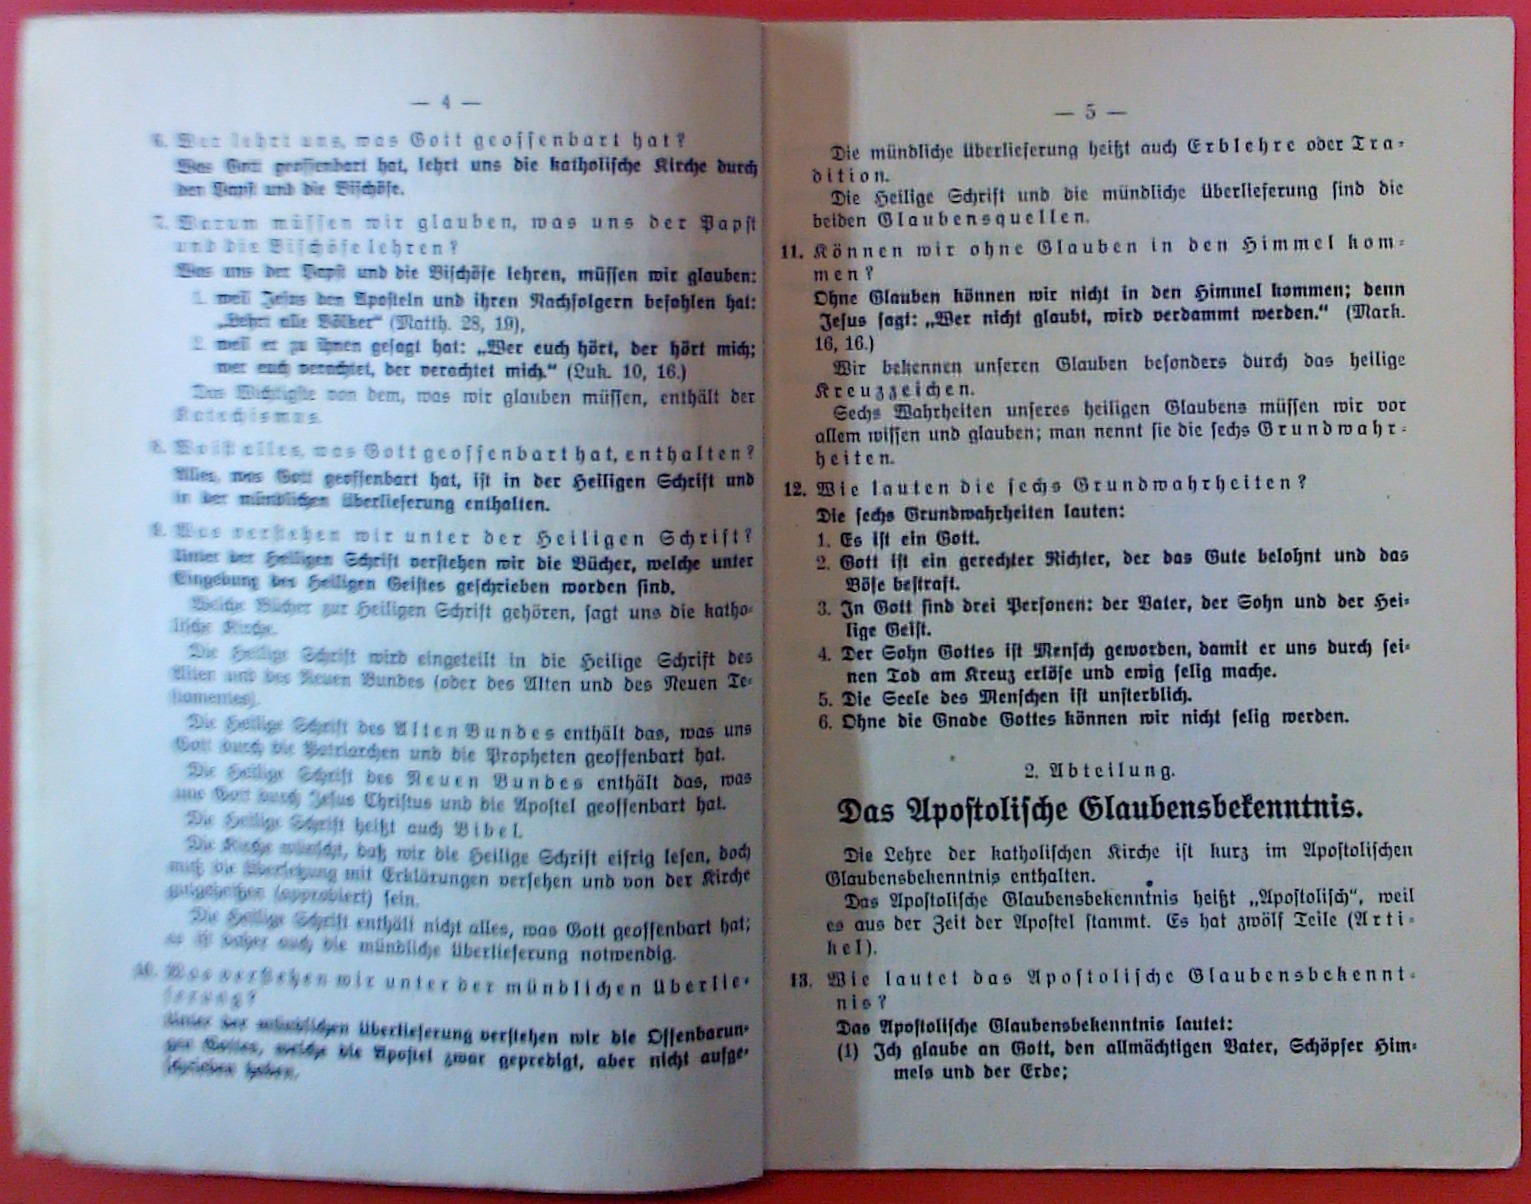 — 4 —
6. Wer lehrt uns, was Gott geoffenbart hat?
Was Gott geoffenbart hat, lehrt uns die katholische Kirche durch
den Papst und die Bischöfe.
7. Warum müssen wir glauben, was uns der Papst
und die Bischöfe lehren?
Was uns der Papst und die Bischöfe lehren, müssen wir glauben:
1. weil Jesus den Aposteln und ihren Nachfolgern befohlen hat:
„Lehrt alle Völker“ (Matth. 28, 19),
2. weil er zu ihnen gesagt hat: „Wer euch hört, der hört mich;
wer euch verachtet, der verachtet mich.“ (Luk. 10, 16.)
Das Wichtigste von dem, was wir glauben müssen, enthält der
Katechismus.
8. Wo ist alles, was Gott geoffenbart hat, enthalten?
Alles, was Gott geoffenbart hat, ist in der Heiligen Schrift und
in der mündlichen Überlieferung enthalten.
9. Was verstehen wir unter der Heiligen Schrift?
Unter der Heiligen Schrift verstehen wir die Bücher, welche unter
Eingebung des Heiligen Geistes geschrieben worden sind.
Welche Bücher zur Heiligen Schrift gehören, sagt uns die katho-
lische Kirche.
Die Heilige Schrift wird eingeteilt in die Heilige Schrift des
Alten und des Neuen Bundes (oder des Alten und des Neuen Te-
stamentes).
Die Heilige Schrift des Alten Bundes enthält das, was uns
Gott durch die Patriarchen und die Propheten geoffenbart hat.
Die Heilige Schrift des Neuen Bundes enthält das, was
uns Gott durch Jesus Christus und die Apostel geoffenbart hat.
Die Heilige Schrift heißt auch Bibel.
Die Kirche wünscht, daß wir die Heilige Schrift eifrig lesen, doch
muß die Übersetzung mit Erklärungen versehen und von der Kirche
gutgeheißen (approbiert) sein.
Die Heilige Schrift enthält nicht alles, was Gott geoffenbart hat;
es ist daher auch die mündliche Überlieferung notwendig.
10. Was verstehen wir unter der mündlichen Überlie-
ferung?
Unter der mündlichen Überlieferung verstehen wir die Offenbarun-
gen Gottes, welche die Apostel zwar gepredigt, aber nicht aufge-
schrieben haben.
— 5 —
Die mündliche Überlieferung heißt auch Erblehre oder Tra-
dition.
Die Heilige Schrift und die mündliche Überlieferung sind die
beiden Glaubensquellen.
11. Können wir ohne Glauben in den Himmel kom-
men?
Ohne Glauben können wir nicht in den Himmel kommen; denn
Jesus sagt: „Wer nicht glaubt, wird verdammt werden.“ (Mark.
16, 16.)
Wir bekennen unseren Glauben besonders durch das heilige
Kreuzzeichen.
Sechs Wahrheiten unseres heiligen Glaubens müssen wir vor
allem wissen und glauben; man nennt sie die sechs Grundwahr-
heiten.
12. Wie lauten die sechs Grundwahrheiten?
Die sechs Grundwahrheiten lauten:
1. Es ist ein Gott.
2. Gott ist ein gerechter Richter, der das Gute belohnt und das
Böse bestraft.
3. In Gott sind drei Personen: der Vater, der Sohn und der Hei-
lige Geist.
4. Der Sohn Gottes ist Mensch geworden, damit er uns durch sei-
nen Tod am Kreuz erlöse und ewig selig mache.
5. Die Seele des Menschen ist unsterblich.
6. Ohne die Gnade Gottes können wir nicht selig werden.
2. Abteilung.
Das Apostolische Glaubensbekenntnis.
Die Lehre der katholischen Kirche ist kurz im Apostolischen
Glaubensbekenntnis enthalten.
Das Apostolische Glaubensbekenntnis heißt „Apostolisch“, weil
es aus der Zeit der Apostel stammt. Es hat zwölf Teile (Arti-
kel).
13. Wie lautet das Apostolische Glaubensbekennt-
nis?
Das Apostolische Glaubensbekenntnis lautet:
(1) Ich glaube an Gott, den allmächtigen Vater, Schöpfer Him-
mels und der Erde;